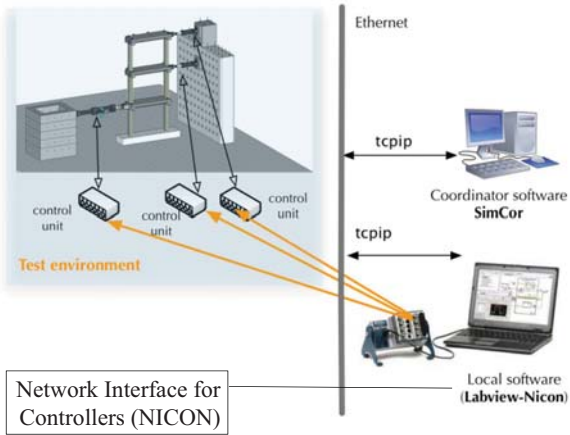 Ethernet
tcpip
Coordinator software
SimCor
control
unit
control
unit
control
unit
Test environment
tcpip
Local software
(Labview-Nicon)
Network Interface for
Controllers (NICON)